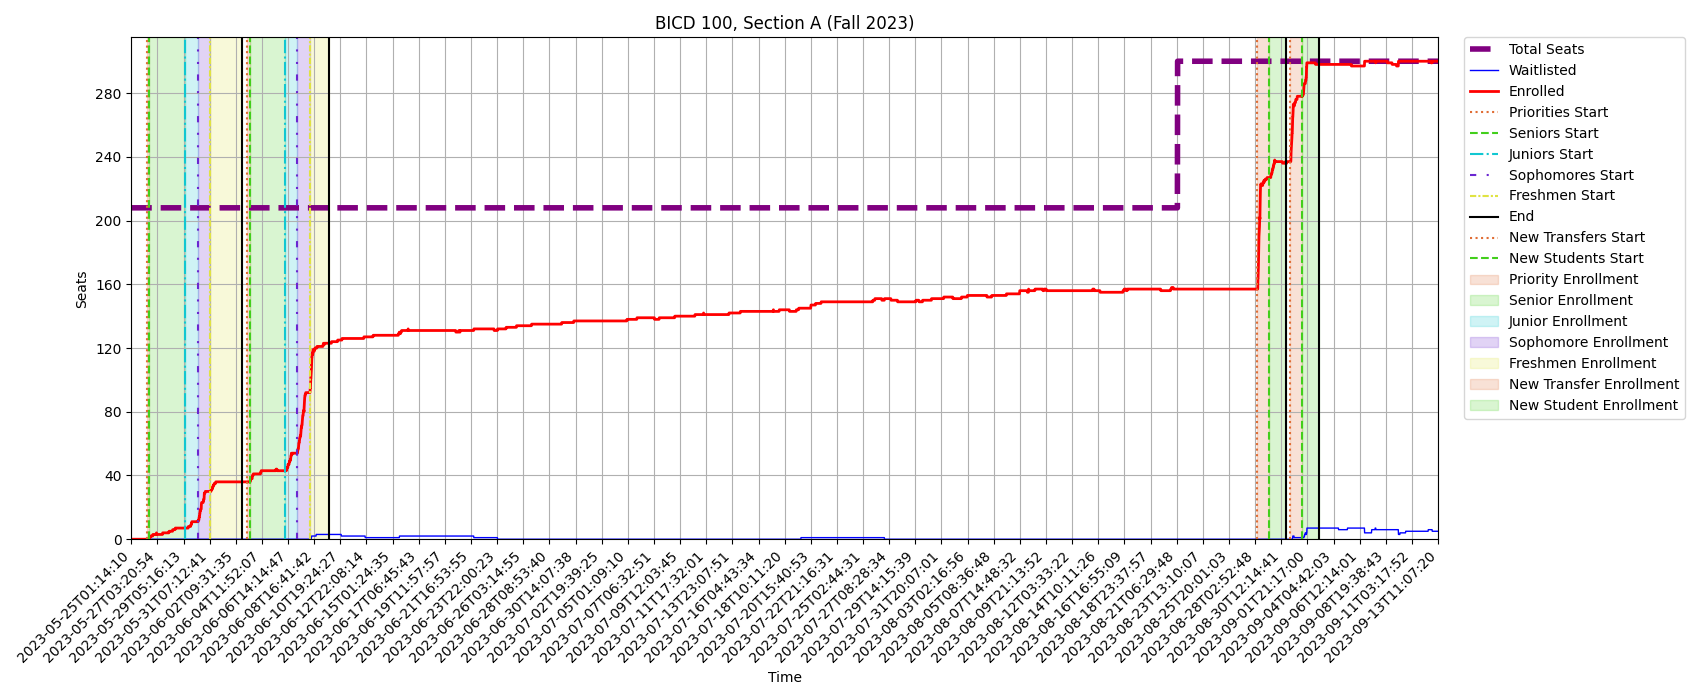 BICD 100, Section A (Fall 2023)
Seats
280
240
200
160
120
80
40
0
2023-05-25T01:14:10
2023-05-27T03:20:54
2023-05-29T05:16:13
2023-05-31T07:12:41
2023-06-02T09:31:35
2023-06-04T11:52:07
2023-06-06T14:14:47
2023-06-08T16:41:42
2023-06-10T19:24:27
2023-06-12T22:08:14
2023-06-15T01:24:35
2023-06-17T06:45:43
2023-06-19T11:57:57
2023-06-21T16:53:55
2023-06-23T22:00:23
2023-06-26T03:14:55
2023-06-28T08:53:40
2023-06-30T14:07:38
2023-07-02T19:39:25
2023-07-05T01:09:10
2023-07-07T06:32:51
2023-07-09T12:03:45
2023-07-11T17:32:01
2023-07-13T23:07:51
2023-07-16T04:43:34
2023-07-18T10:11:20
2023-07-20T15:40:53
2023-07-22T21:16:31
2023-07-25T02:44:31
2023-07-27T08:28:34
2023-07-29T14:15:39
2023-07-31T20:07:01
2023-08-03T02:16:56
2023-08-05T08:36:48
2023-08-07T14:48:32
2023-08-09T21:13:52
2023-08-12T03:33:22
2023-08-14T10:11:26
2023-08-16T16:55:09
2023-08-18T23:37:57
2023-08-21T06:29:48
2023-08-23T13:10:07
2023-08-25T20:01:03
2023-08-28T02:52:48
2023-08-30T12:14:41
2023-09-01T21:17:00
2023-09-04T04:42:03
2023-09-06T12:14:01
2023-09-08T19:38:43
2023-09-11T03:17:52
2023-09-13T11:07:20
Time
Total Seats
Waitlisted
Enrolled
Priorities Start
Seniors Start
Juniors Start
Sophomores Start
Freshmen Start
End
New Transfers Start
New Students Start
Priority Enrollment
Senior Enrollment
Junior Enrollment
Sophomore Enrollment
Freshmen Enrollment
New Transfer Enrollment
New Student Enrollment